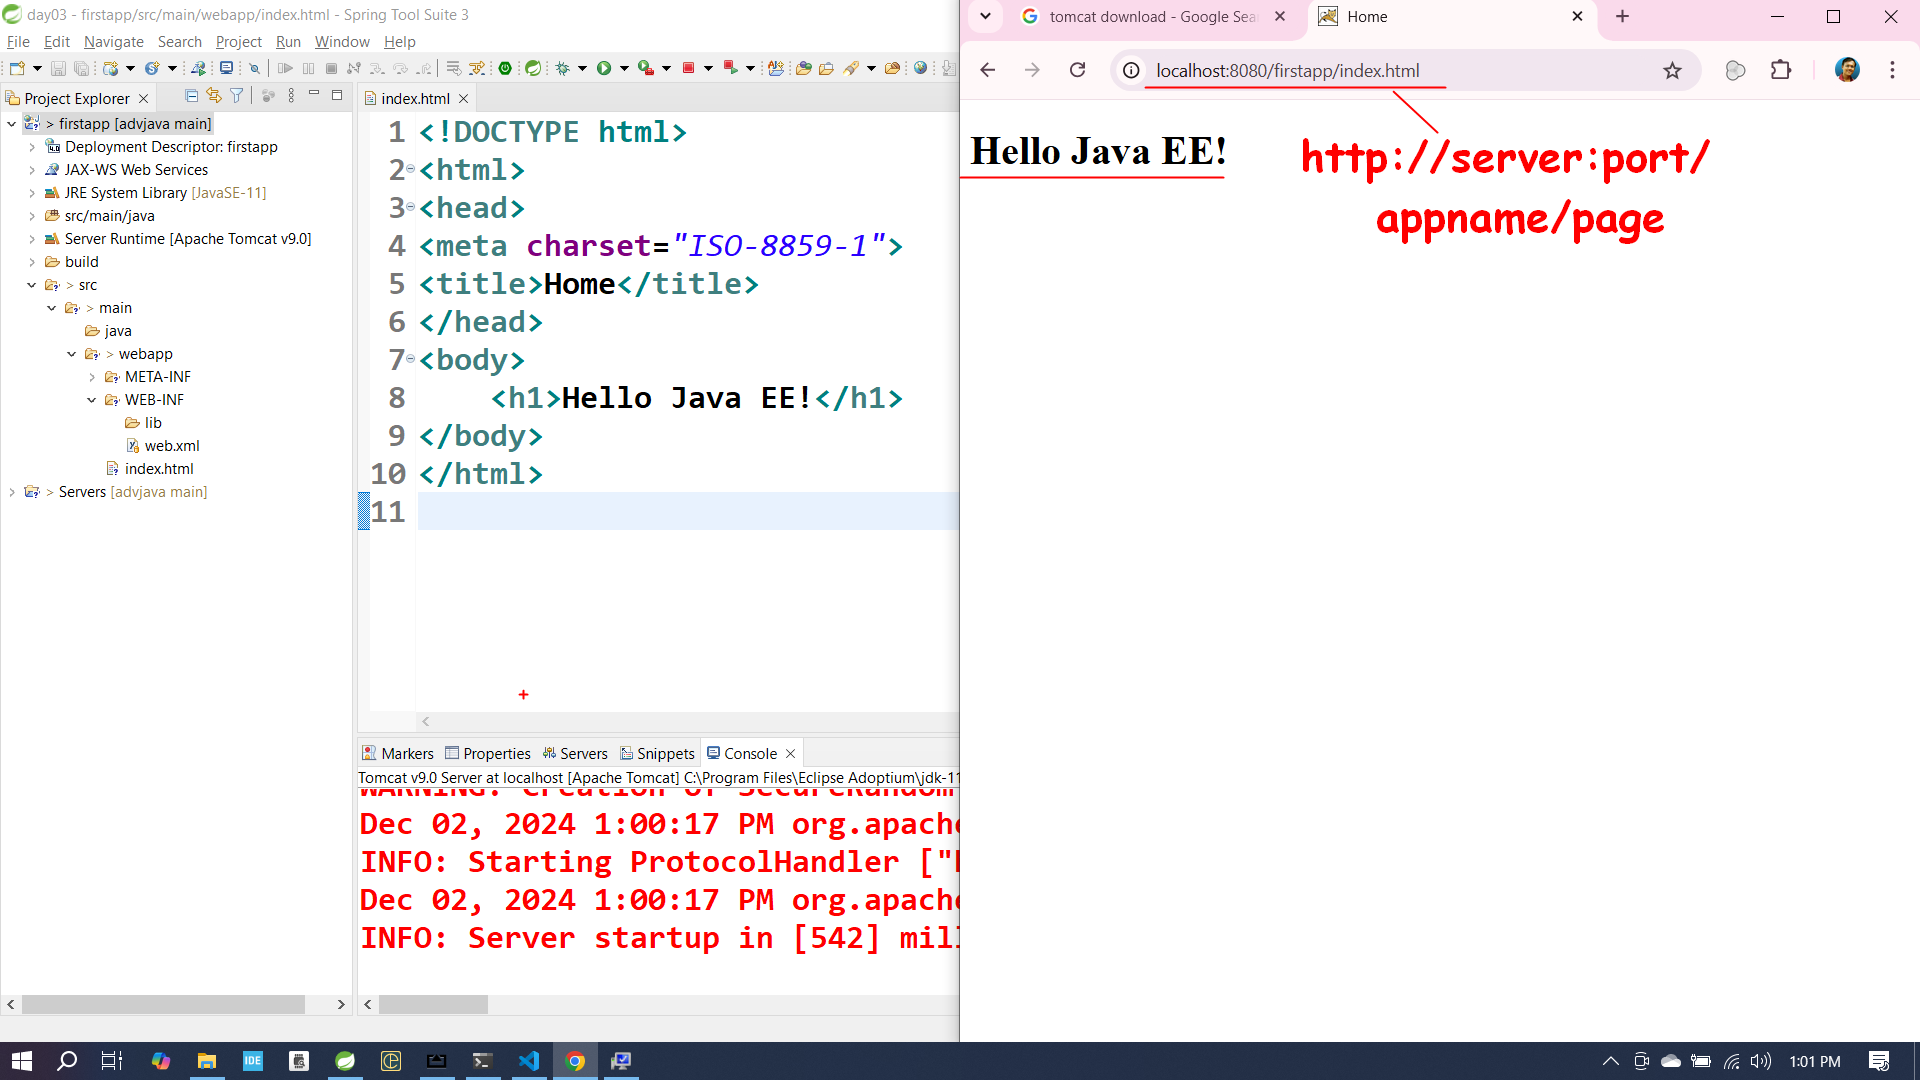 day03 - firstapp/src/main/webapp/index.html - Spring Tool Suite 3
File Edit Navigate Search Project Run Window Help
Project Explorer
> firstapp [advjava main]
Deployment Descriptor: firstapp
JAX-WS Web Services
JRE System Library [JavaSE-11]
src/main/java
Server Runtime [Apache Tomcat v9.0]
build
> src
> main
java
> webapp
META-INF
WEB-INF
lib
web.xml
index.html
> Servers [advjava main]
index.html
1 <!DOCTYPE html>
2 <html>
3 <head>
4 <meta charset="ISO-8859-1">
5 <title>Home</title>
6 </head>
7 <body>
8 <h1>Hello Java EE!</h1>
9 </body>
10 </html>
11
Markers Properties Servers Snippets Console
Tomcat v9.0 Server at localhost [Apache Tomcat] C:\Program Files\Eclipse Adoptium\jdk-11
WARNING: Creation of SecureRandom
Dec 02, 2024 1:00:17 PM org.apache
INFO: Starting ProtocolHandler ["
Dec 02, 2024 1:00:17 PM org.apache
INFO: Server startup in [542] mill
tomcat download - Google Sea
Home
localhost:8080/firstapp/index.html
Hello Java EE!
http://server:port/
appname/page
IDE
1:01 PM